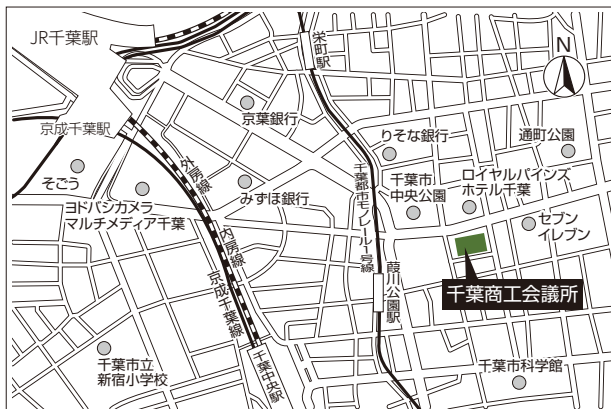 JR千葉駅
栄町駅
N
京葉銀行
京成千葉駅
りそな銀行
通町公園
外房線
そごう
みずほ銀行
千葉都市モノレール1号線
千葉市
中央公園
ロイヤルパインズ
ホテル千葉
ヨドバシカメラ
マルチメディア千葉
セブン
イレブン
内房線
京成千葉線
葭川公園駅
千葉商工会議所
千葉市立
新宿小学校
千葉中央駅
千葉市科学館